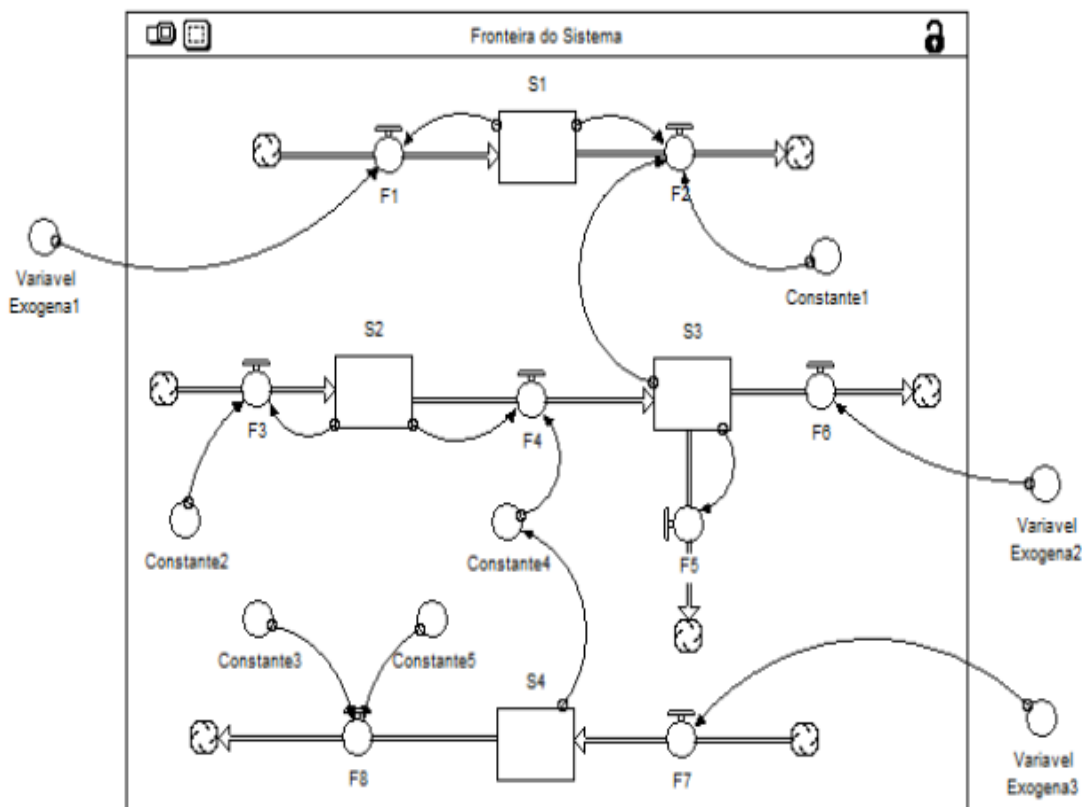 Fronteira do Sistema
S1
F1
F2
Variavel
Exogena1
Constante1
S2
S3
F3
F4
F6
Constante2
Constante4
F5
Variavel
Exogena2
Constante3
Constante5
S4
F8
F7
Variavel
Exogena3